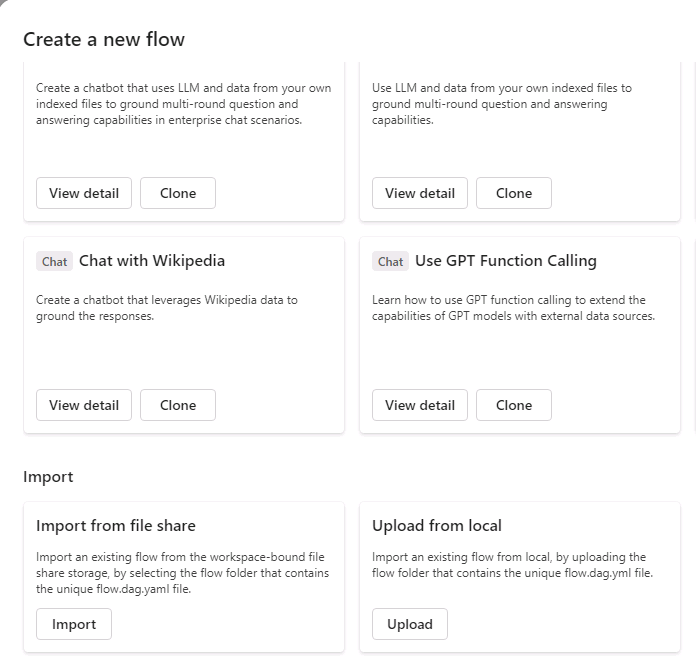 Create a new flow
Create a chatbot that uses LLM and data from your own
indexed files to ground multi-round question and
answering capabilities in enterprise chat scenarios.
View detail
Clone
Use LLM and data from your own indexed files to
ground multi-round question and answering
capabilities.
View detail
Clone
Chat Chat with Wikipedia
Create a chatbot that leverages Wikipedia data to
ground the responses.
View detail
Clone
Chat Use GPT Function Calling
Learn how to use GPT function calling to extend the
capabilities of GPT models with external data sources.
View detail
Clone
Import
Import from file share
Import an existing flow from the workspace-bound file
share storage, by selecting the flow folder that contains
the unique flow.dag.yaml file.
Import
Upload from local
Import an existing flow from local, by uploading the
flow folder that contains the unique flow.dag.yml file.
Upload